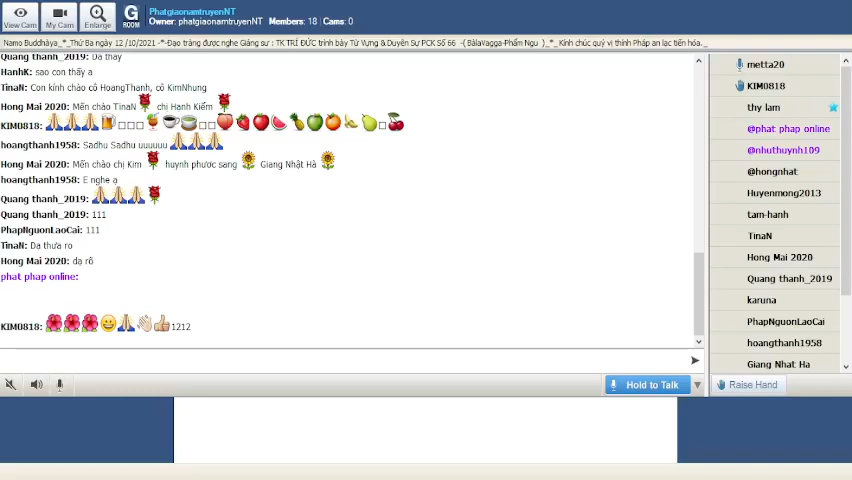 View Cam
My Cam
Enlarge
G
ROOM
PhatgiaonamtruyenNT
Owner: phatgiaonamtruyenNT Members: 18 | Cams: 0
Namo Buddhàya_*_Thứ Ba ngày 12 /10/2021 -*-Đạo tràng được nghe Giảng sư : TK TRÍ ĐỨC trình bày Tứ Vựng & Duyên Sự PCK Số 66 -( BàlaVagga-Phẩm Ngu )_*_ Kính chúc quý vị thính Pháp an lạc tiến hóa._
Quang thanh_2019: Dạ thầy
HanhK: sao con thấy ạ
TinaN: Con kính chào cô HoangThanh, cô KimNhung
Hong Mai 2020: Mến chào TinaN chị Hạnh Kiểm
KIM0818:
hoangthanh1958: Sadhu Sadhu uuuuuu
Hong Mai 2020: Mến chào chị Kim huynh phước sang Giang Nhật Hà
hoangthanh1958: E nghe ạ
Quang thanh_2019:
Quang thanh_2019: 111
PhapNguonLaoCai: 111
TinaN: Dạ thưa rõ
Hong Mai 2020: dạ rõ
phat phap online:
KIM0818: 1212
metta20
KIM0818
thy lam
@phat phap online
@nhuthuynh109
@hongnhat
Huyenmong2013
tam-hanh
TinaN
Hong Mai 2020
Quang thanh_2019
karuna
PhapNguonLaoCai
hoangthanh1958
Giang Nhat Ha
Hold to Talk
Raise Hand